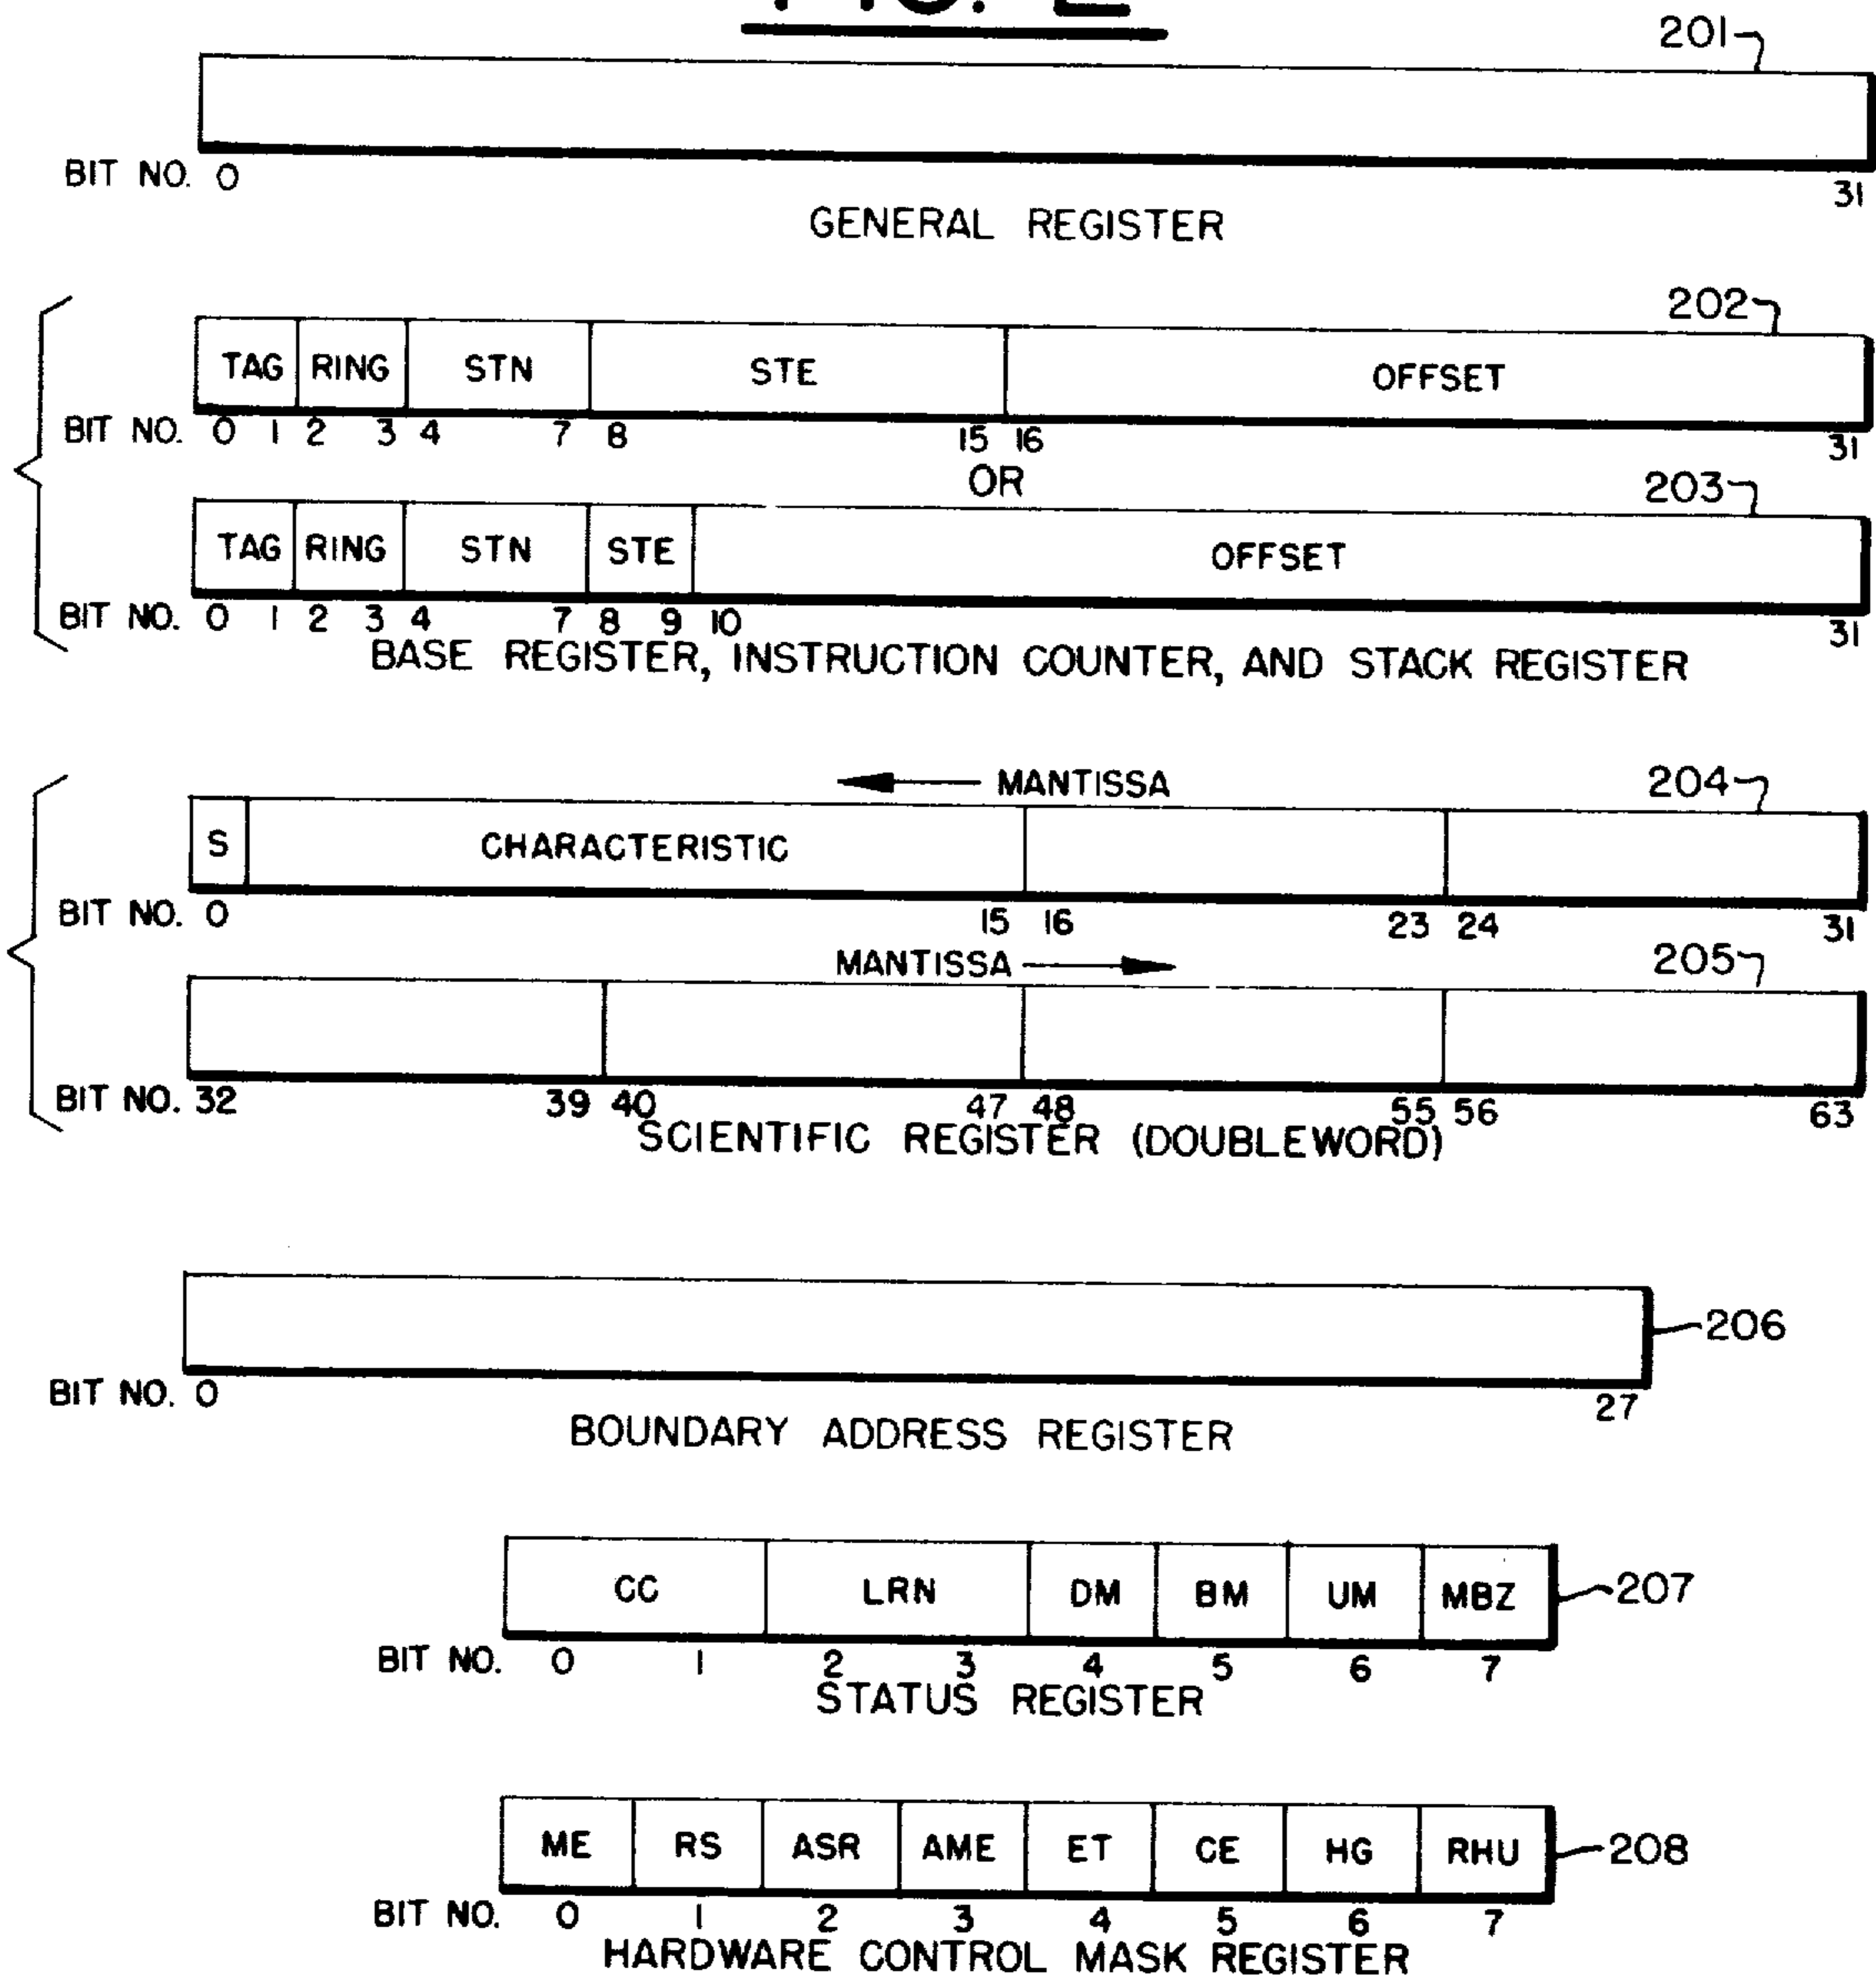 FIG. 2
201
BIT NO. 0 31
GENERAL REGISTER
202
TAG RING STN STE OFFSET
BIT NO. 0 1 2 3 4 7 8 15 16 31
OR
203
TAG RING STN STE OFFSET
BIT NO. 0 1 2 3 4 7 8 9 10 31
BASE REGISTER, INSTRUCTION COUNTER, AND STACK REGISTER
MANTISSA 204
S CHARACTERISTIC
BIT NO. 0 15 16 23 24 31
MANTISSA 205
BIT NO. 32 39 40 47 48 55 56 63
SCIENTIFIC REGISTER (DOUBLEWORD)
206
BIT NO. 0 27
BOUNDARY ADDRESS REGISTER
CC LRN DM BM UM MBZ 207
BIT NO. 0 1 2 3 4 5 6 7
STATUS REGISTER
ME RS ASR AME ET CE HG RHU 208
BIT NO. 0 1 2 3 4 5 6 7
HARDWARE CONTROL MASK REGISTER